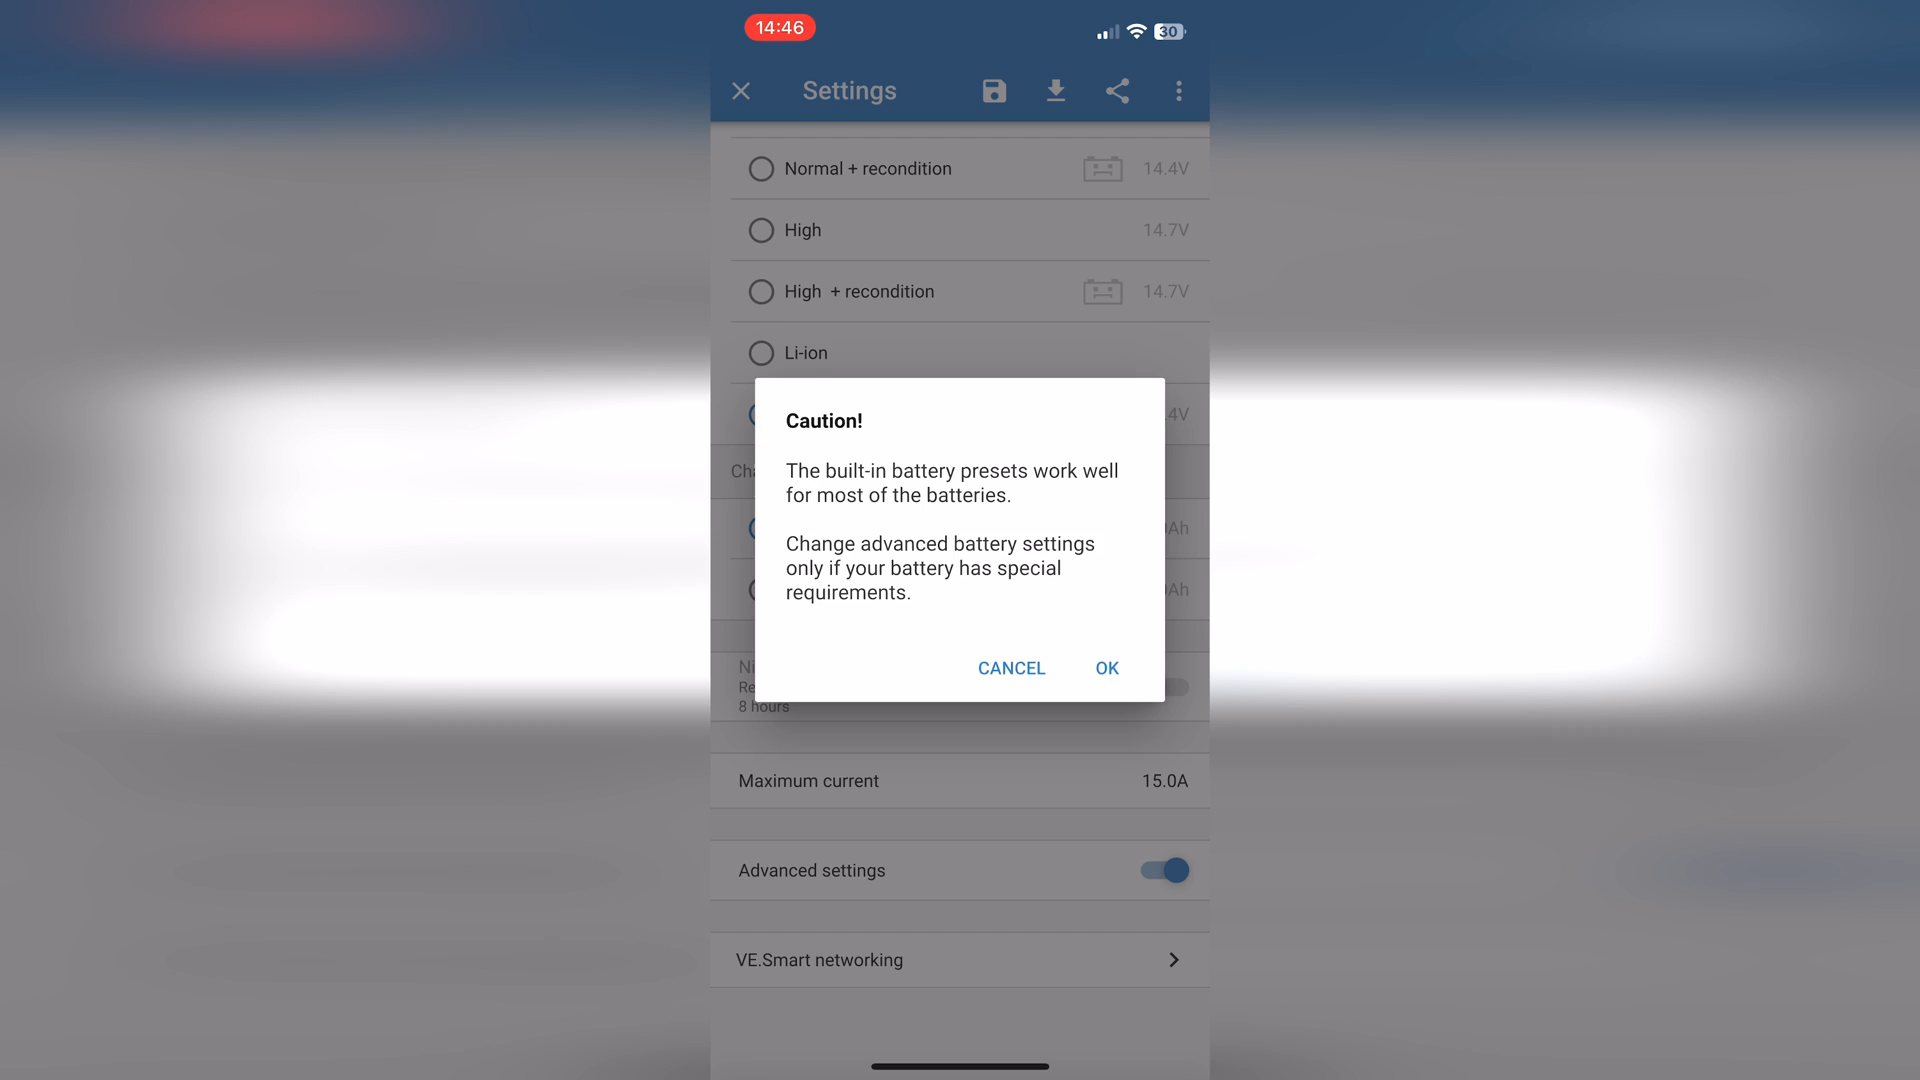 14:46
30
Settings
Normal + recondition 14.4V
High 14.7V
High + recondition 14.7V
Li-ion
Caution!
The built-in battery presets work well
for most of the batteries.
Change advanced battery settings
only if your battery has special
requirements.
CANCEL OK
8 hours
Maximum current 15.0A
Advanced settings
VE.Smart networking